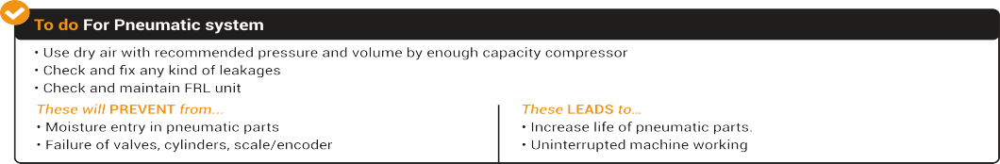 To do For Pneumatic system
• Use dry air with recommended pressure and volume by enough capacity compressor
• Check and fix any kind of leakages
• Check and maintain FRL unit
These will PREVENT from...
• Moisture entry in pneumatic parts
• Failure of valves, cylinders, scale/encoder
These LEADS to...
• Increase life of pneumatic parts.
• Uninterrupted machine working